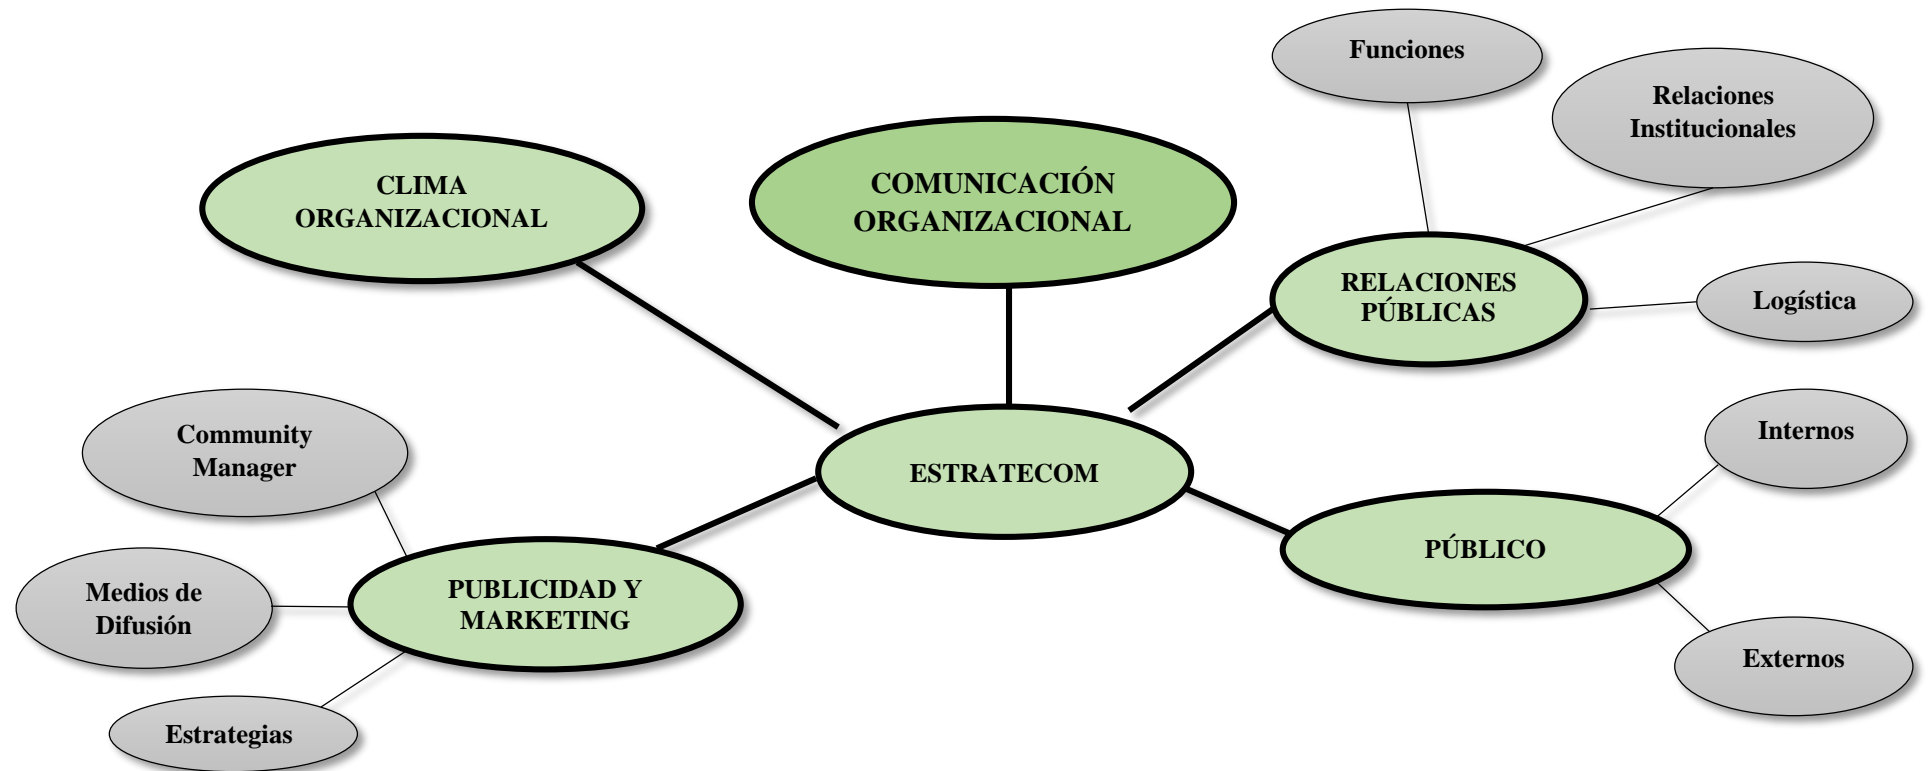 Funciones
Relaciones
Institucionales
CLIMA
ORGANIZACIONAL
COMUNICACIÓN
ORGANIZACIONAL
RELACIONES
PÚBLICAS
Logística
Community
Manager
Internos
ESTRATECOM
PÚBLICO
Medios de
Difusión
PUBLICIDAD Y
MARKETING
Externos
Estrategias